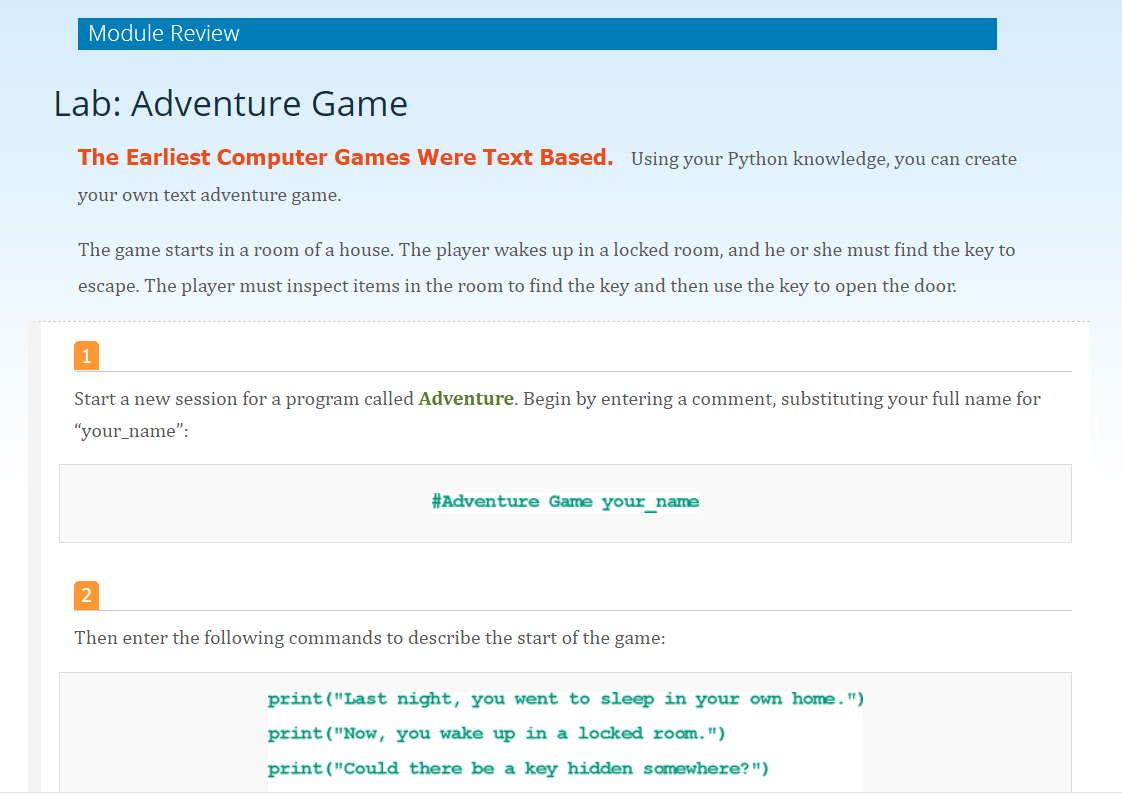 Module Review
Lab: Adventure Game
The Earliest Computer Games Were Text Based. Using your Python knowledge, you can create
your own text adventure game.
The game starts in a room of a house. The player wakes up in a locked room, and he or she must find the key to
escape. The player must inspect items in the room to find the key and then use the key to open the door.
1
Start a new session for a program called Adventure. Begin by entering a comment, substituting your full name for
“your_name”:
#Adventure Game your_name
2
Then enter the following commands to describe the start of the game:
print("Last night, you went to sleep in your own home.")
print("Now, you wake up in a locked room.")
print("Could there be a key hidden somewhere?")